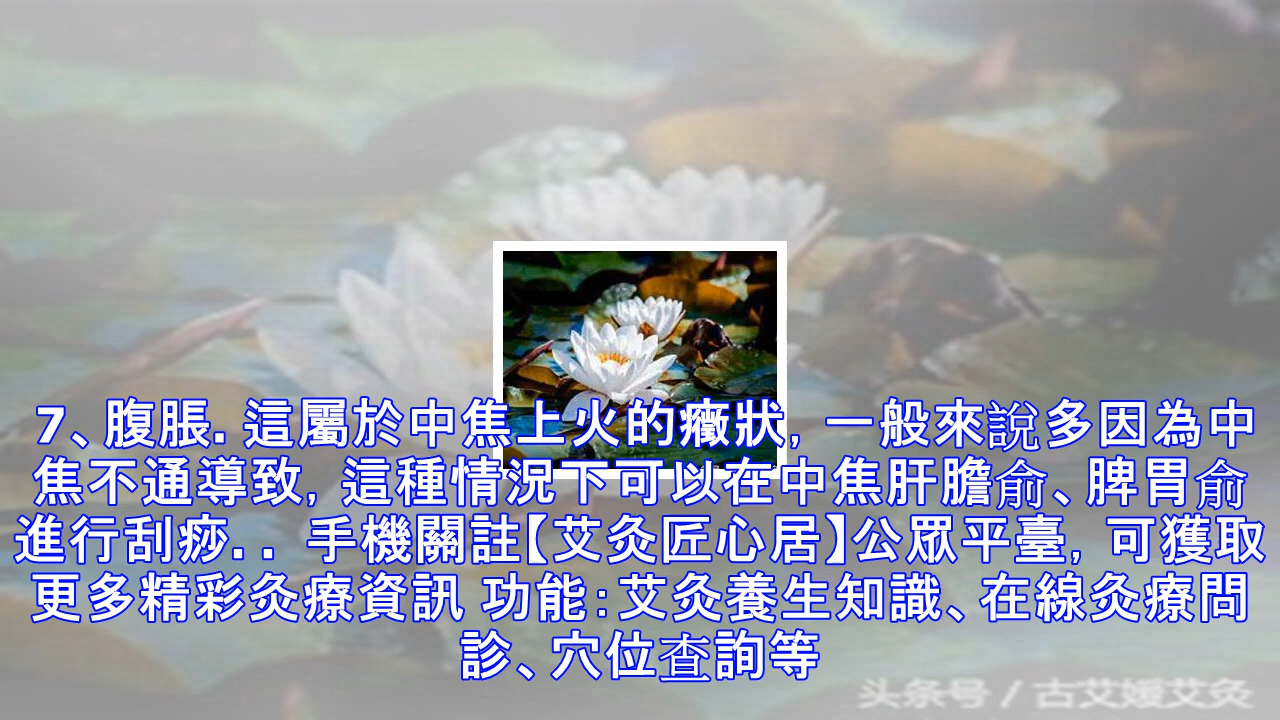 7、腹脹. 這屬於中焦上火的癥狀, 一般來說多因為中
焦不通導致, 這種情況下可以在中焦肝膽俞、脾胃俞
進行刮痧. . 手機關註【艾灸匠心居】公眾平臺, 可獲取
更多精彩灸療資訊 功能：艾灸養生知識、在線灸療問
診、穴位查詢等
头条号 / 古艾媛艾灸